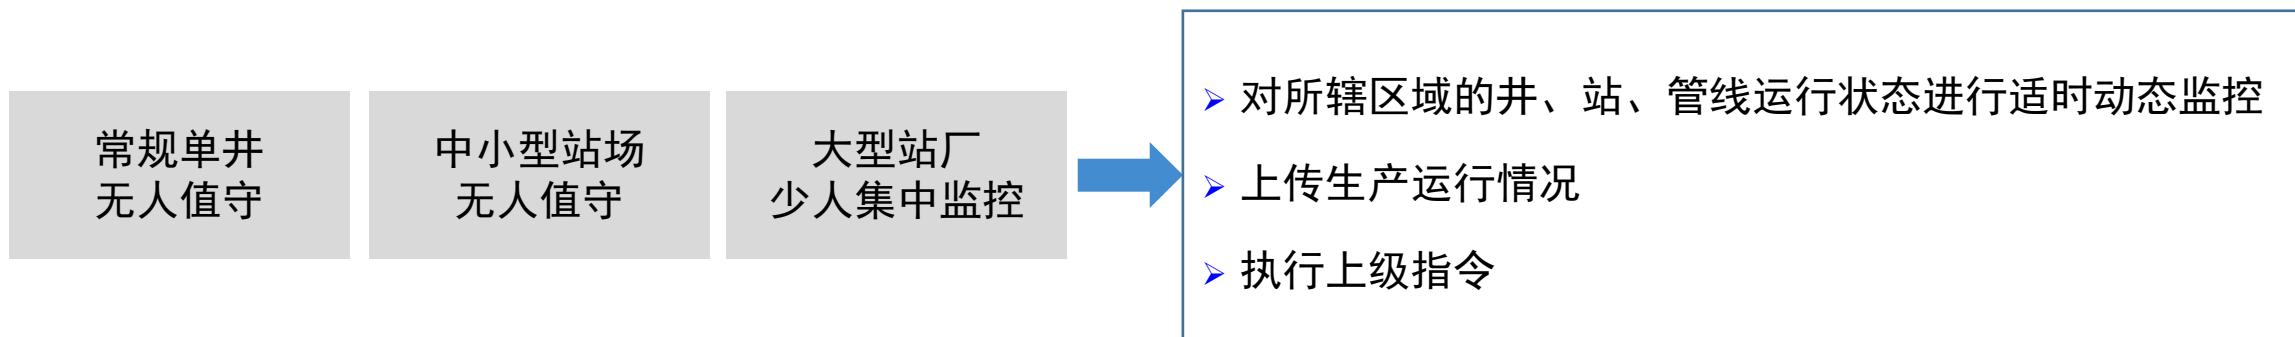 常规单井
无人值守
中小型站场
无人值守
大型站厂
少人集中监控
对所辖区域的井、站、管线运行状态进行适时动态监控
上传生产运行情况
执行上级指令